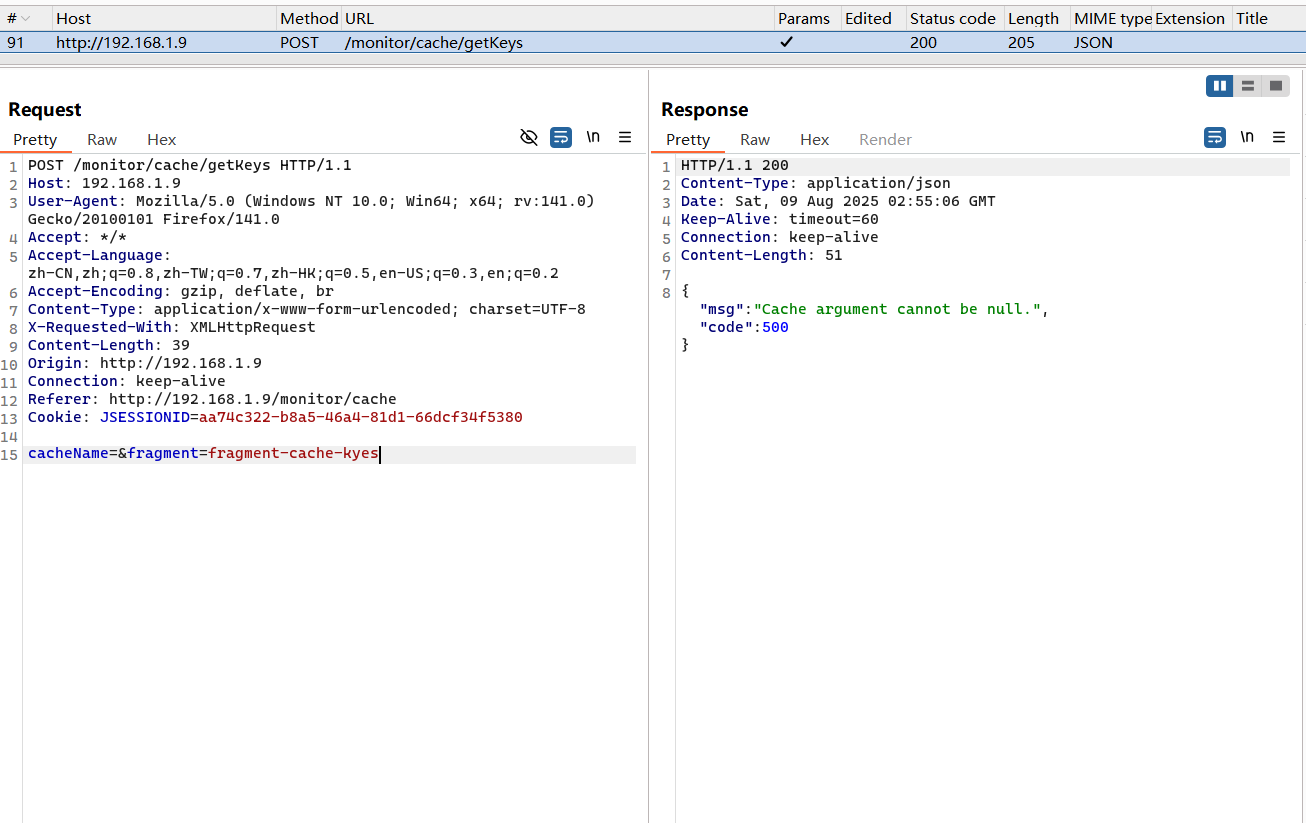 # Host Method URL Params Edited Status code Length MIME type Extension Title
91 http://192.168.1.9 POST /monitor/cache/getKeys ✓ 200 205 JSON
Request
Pretty Raw Hex \n
1 POST /monitor/cache/getKeys HTTP/1.1
2 Host: 192.168.1.9
3 User-Agent: Mozilla/5.0 (Windows NT 10.0; Win64; x64; rv:141.0)
Gecko/20100101 Firefox/141.0
4 Accept: */*
5 Accept-Language:
zh-CN,zh;q=0.8,zh-TW;q=0.7,zh-HK;q=0.5,en-US;q=0.3,en;q=0.2
6 Accept-Encoding: gzip, deflate, br
7 Content-Type: application/x-www-form-urlencoded; charset=UTF-8
8 X-Requested-With: XMLHttpRequest
9 Content-Length: 39
10 Origin: http://192.168.1.9
11 Connection: keep-alive
12 Referer: http://192.168.1.9/monitor/cache
13 Cookie: JSESSIONID=aa74c322-b8a5-46a4-81d1-66dcf34f5380
14
15 cacheName=&fragment=fragment-cache-kyes
Response
Pretty Raw Hex Render \n
1 HTTP/1.1 200
2 Content-Type: application/json
3 Date: Sat, 09 Aug 2025 02:55:06 GMT
4 Keep-Alive: timeout=60
5 Connection: keep-alive
6 Content-Length: 51
7
8 {
"msg":"Cache argument cannot be null.",
"code":500
}